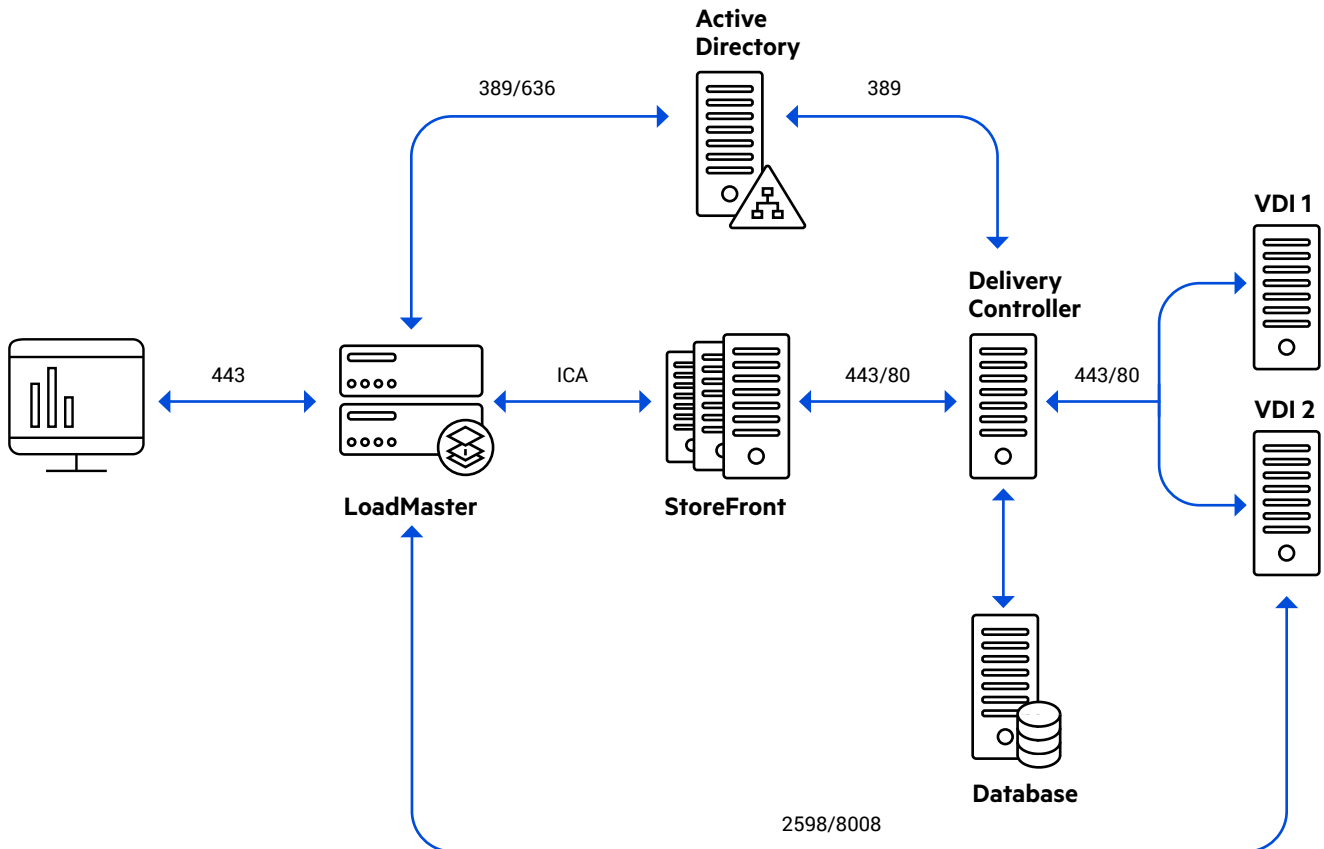 Active
Directory
389/636
389
VDI 1
Delivery
Controller
443
ICA
443/80
443/80
VDI 2
LoadMaster
StoreFront
Database
2598/8008